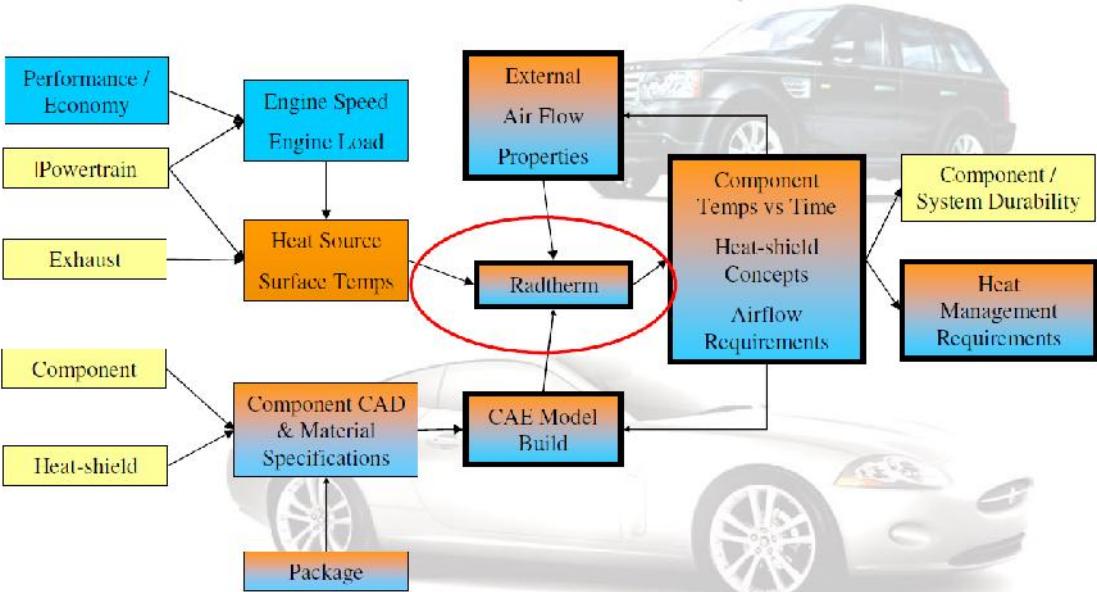 Performance /
Economy
Engine Speed
Engine Load
External
Air Flow
Properties
|Powertrain
Component
Temps vs Time
Heat-shield
Concepts
Airflow
Requirements
Component /
System Durability
Exhaust
Heat Source
Surface Temps
Radtherm
Heat
Management
Requirements
Component
Heat-shield
Component CAD
& Material
Specifications
CAE Model
Build
Package